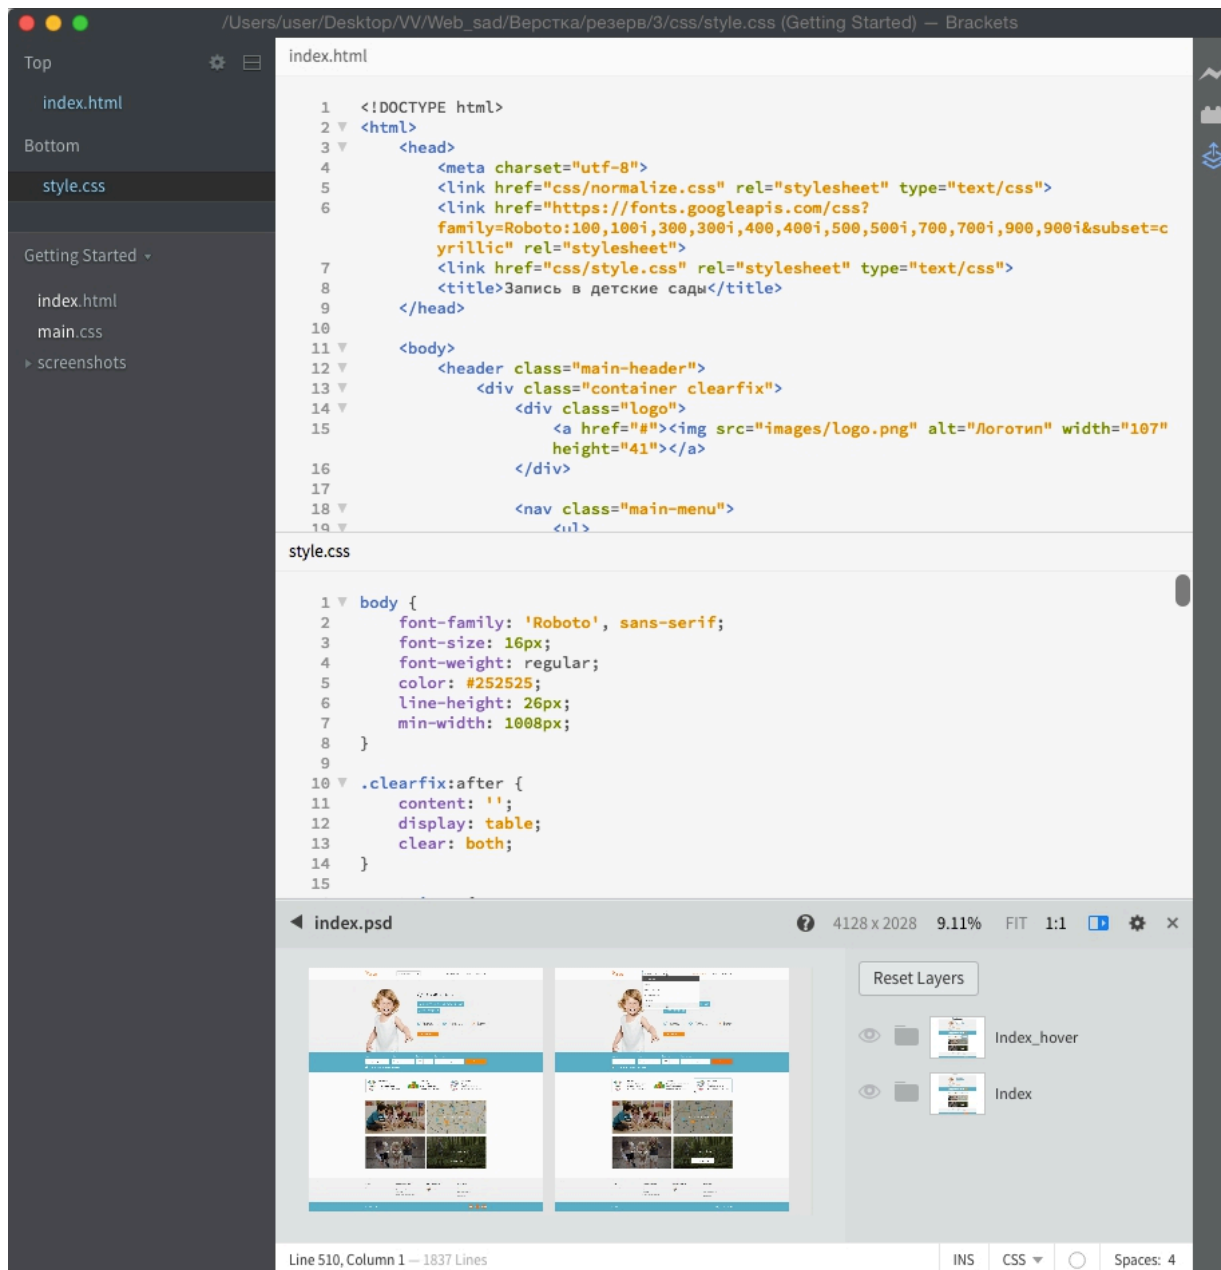 /Users/user/Desktop/VV/Web_sad/Верстка/резерв/3/css/style.css (Getting Started) — Brackets
Top
index.html
Bottom
style.css
Getting Started
index.html
main.css
screenshots
index.html
1 <!DOCTYPE html>
2 <html>
3 <head>
4 <meta charset="utf-8">
5 <link href="css/normalize.css" rel="stylesheet" type="text/css">
6 <link href="https://fonts.googleapis.com/css?
family=Roboto:100,100i,300,300i,400,400i,500,500i,700,700i,900,900i&subset=c
yrillic" rel="stylesheet">
7 <link href="css/style.css" rel="stylesheet" type="text/css">
8 <title>Запись в детские сады</title>
9 </head>
10
11 <body>
12 <header class="main-header">
13 <div class="container clearfix">
14 <div class="logo">
15 <a href="#"><img src="images/logo.png" alt="Логотип" width="107"
height="41"></a>
16 </div>
17
18 <nav class="main-menu">
19 <ul>
style.css
1 body {
2 font-family: 'Roboto', sans-serif;
3 font-size: 16px;
4 font-weight: regular;
5 color: #252525;
6 line-height: 26px;
7 min-width: 1008px;
8 }
9
10 .clearfix:after {
11 content: '';
12 display: table;
13 clear: both;
14 }
15
index.psd
? 4128 x 2028 9.11% FIT 1:1
Reset Layers
Index_hover
Index
Line 510, Column 1 — 1837 Lines
INS CSS Spaces: 4